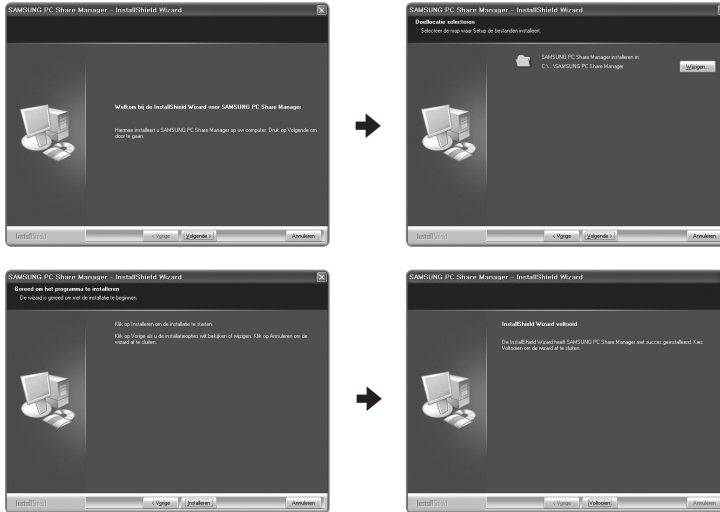 SAMSUNG PC Share Manager - InstallShield Wizard
Welkom bij de InstallShield Wizard voor SAMSUNG PC Share Manager
Hiermee installeert u SAMSUNG PC Share Manager op uw computer. Druk op Volgende om
door te gaan.
InstallShield
< Vorige
Volgende >
Annuleren
SAMSUNG PC Share Manager - InstallShield Wizard
Doellocatie selecteren
Selecteer de map waar Setup de bestanden installeert.
SAMSUNG PC Share Manager installeren in:
C:\...\SAMSUNG PC Share Manager
Wijzigen...
InstallShield
< Vorige
Volgende >
Annuleren
SAMSUNG PC Share Manager - InstallShield Wizard
Gereed om het programma te installeren
De wizard is gereed om met de installatie te beginnen.
Klik op Installeren om de installatie te starten.
Klik op Vorige als u de installatieopties wilt bekijken of wijzigen. Klik op Annuleren om de
wizard af te sluiten.
InstallShield
< Vorige
Installeren
Annuleren
SAMSUNG PC Share Manager - InstallShield Wizard
InstallShield Wizard voltooid
De InstallShield Wizard heeft SAMSUNG PC Share Manager met succes geïnstalleerd. Kies
Voltooien om de wizard af te sluiten.
InstallShield
< Vorige
Voltooien
Annuleren